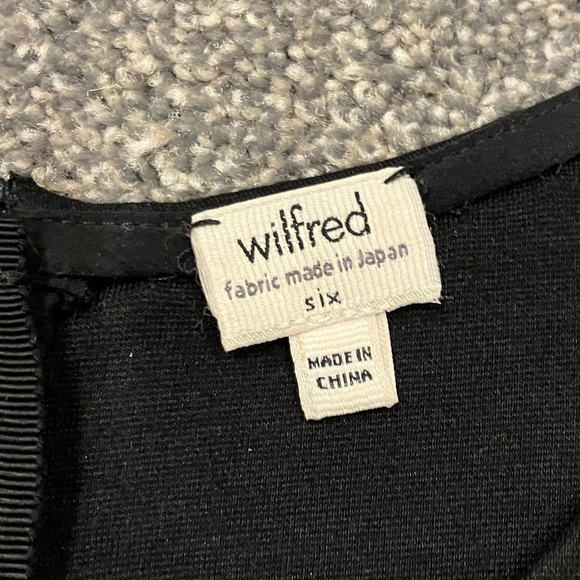 wilfred
fabric made in Japan
six
MADE IN
CHINA